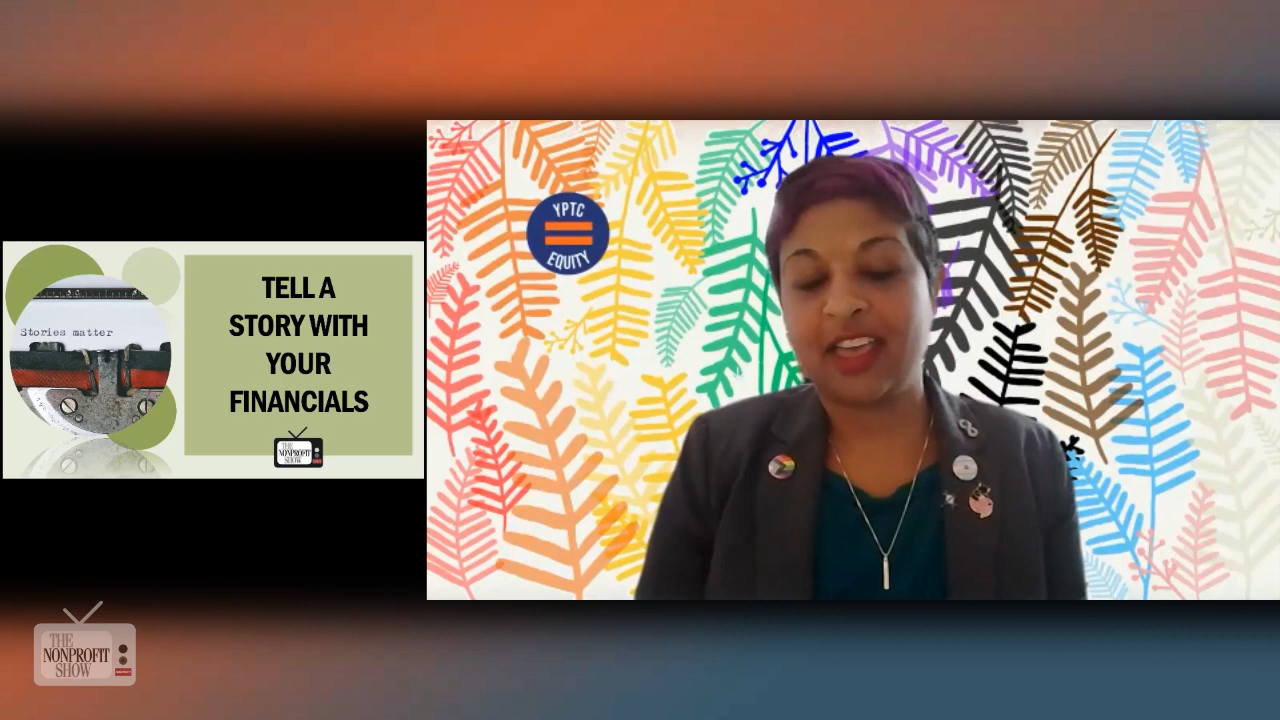 Stories matter
TELL A
STORY WITH
YOUR
FINANCIALS
THE
NONPROFIT
SHOW
YPTC
EQUITY
THE
NONPROFIT
SHOW